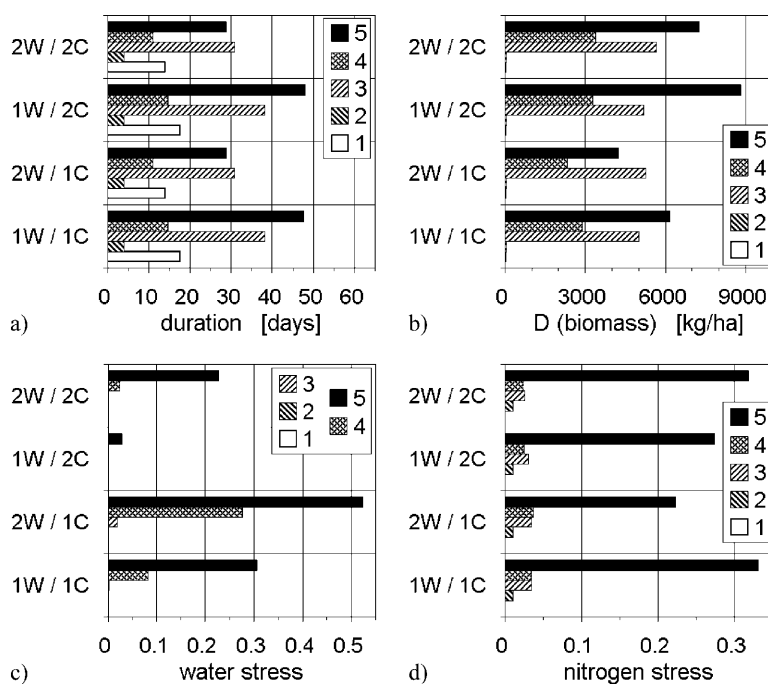 2W / 2C
1W / 2C
2W / 1C
1W / 1C
5
4
3
2
1
0 10 20 30 40 50 60
a) duration [days]
2W / 2C
1W / 2C
2W / 1C
1W / 1C
5
4
3
2
1
0 3000 6000 9000
b) D (biomass) [kg/ha]
2W / 2C
1W / 2C
2W / 1C
1W / 1C
3
2
1
5
4
0 0.1 0.2 0.3 0.4 0.5
c) water stress
2W / 2C
1W / 2C
2W / 1C
1W / 1C
5
4
3
2
1
0 0.1 0.2 0.3
d) nitrogen stress